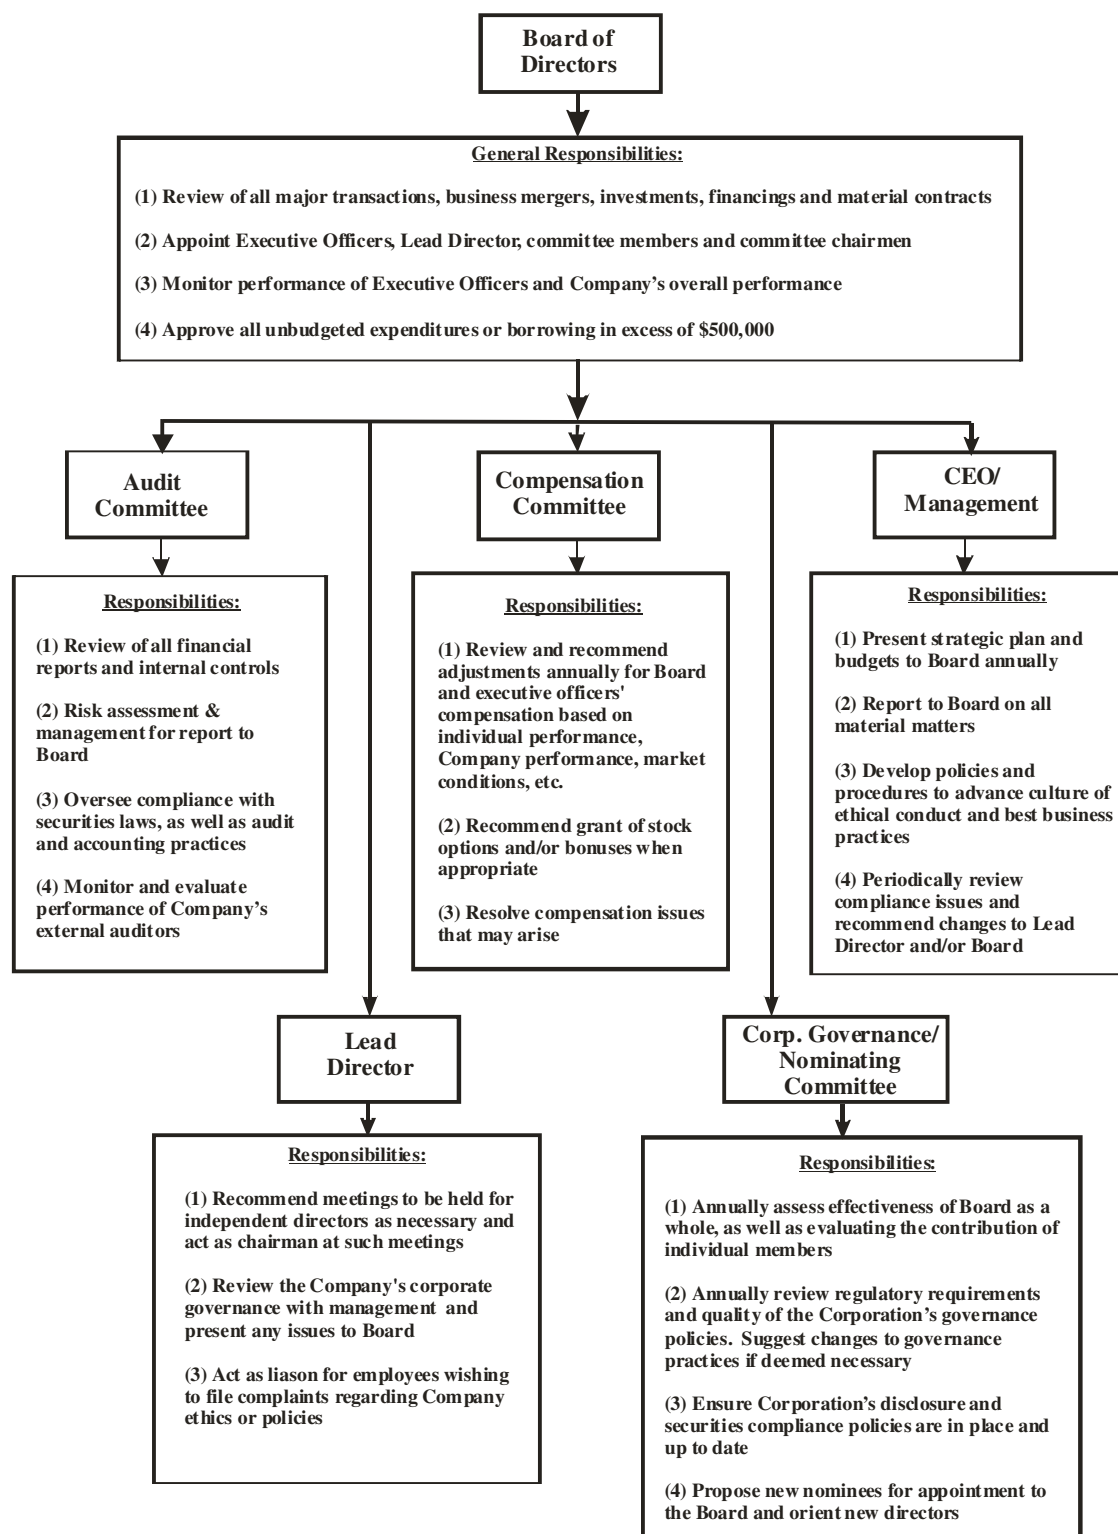 Board of
Directors
General Responsibilities:
(1) Review of all major transactions, business mergers, investments, financings and material contracts
(2) Appoint Executive Officers, Lead Director, committee members and committee chairmen
(3) Monitor performance of Executive Officers and Company’s overall performance
(4) Approve all unbudgeted expenditures or borrowing in excess of $500,000
Audit
Committee
Responsibilities:
(1) Review of all financial
reports and internal controls
(2) Risk assessment &
management for report to
Board
(3) Oversee compliance with
securities laws, as well as audit
and accounting practices
(4) Monitor and evaluate
performance of Company’s
external auditors
Compensation
Committee
Responsibilities:
(1) Review and recommend
adjustments annually for Board
and executive officers'
compensation based on
individual performance,
Company performance, market
conditions, etc.
(2) Recommend grant of stock
options and/or bonuses when
appropriate
(3) Resolve compensation issues
that may arise
CEO/
Management
Responsibilities:
(1) Present strategic plan and
budgets to Board annually
(2) Report to Board on all
material matters
(3) Develop policies and
procedures to advance culture of
ethical conduct and best business
practices
(4) Periodically review
compliance issues and
recommend changes to Lead
Director and/or Board
Lead
Director
Responsibilities:
(1) Recommend meetings to be held for
independent directors as necessary and
act as chairman at such meetings
(2) Review the Company's corporate
governance with management and
present any issues to Board
(3) Act as liason for employees wishing
to file complaints regarding Company
ethics or policies
Corp. Governance/
Nominating
Committee
Responsibilities:
(1) Annually assess effectiveness of Board as a
whole, as well as evaluating the contribution of
individual members
(2) Annually review regulatory requirements
and quality of the Corporation’s governance
policies. Suggest changes to governance
practices if deemed necessary
(3) Ensure Corporation’s disclosure and
securities compliance policies are in place and
up to date
(4) Propose new nominees for appointment to
the Board and orient new directors